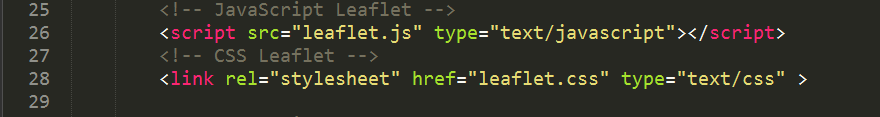 25 <!-- JavaScript Leaflet -->
26 <script src="leaflet.js" type="text/javascript"></script>
27 <!-- CSS Leaflet -->
28 <link rel="stylesheet" href="leaflet.css" type="text/css" >
29